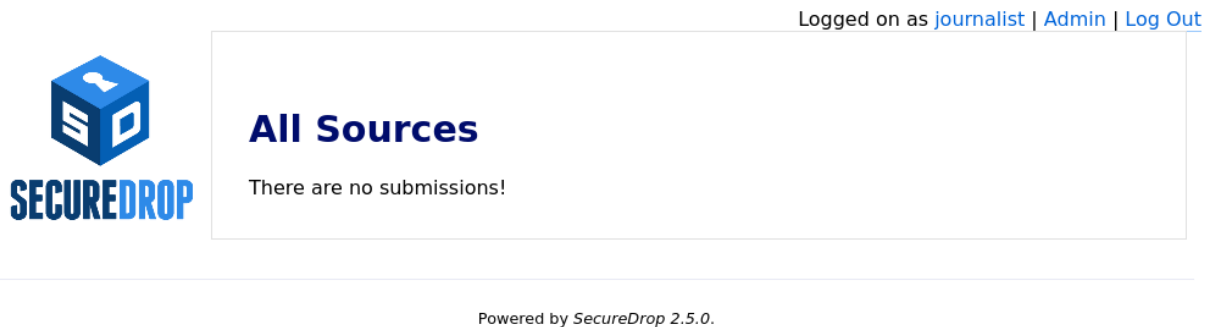 Logged on as journalist | Admin | Log Out
SD
SECUREDROP
All Sources
There are no submissions!
Powered by SecureDrop 2.5.0.